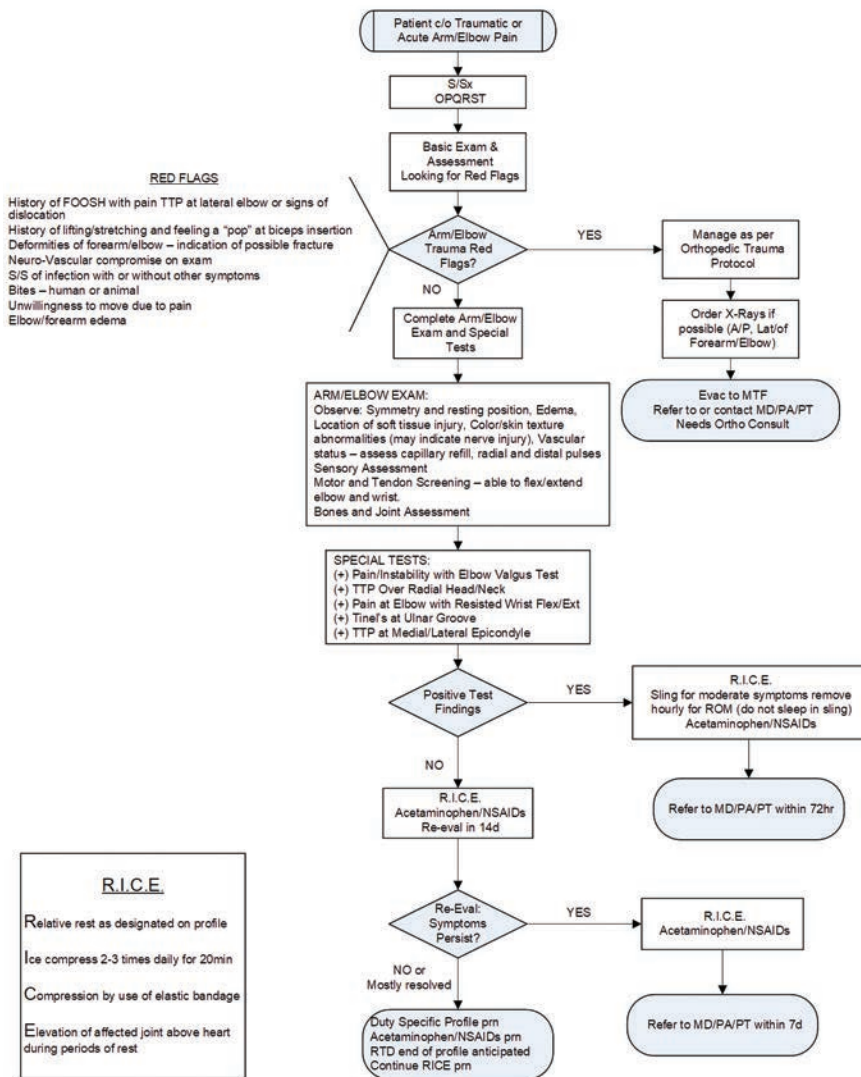 Patient c/o Traumatic or
Acute Arm/Elbow Pain
S/Sx
OPQRST
Basic Exam &
Assessment
Looking for Red Flags
RED FLAGS
History of FOOSH with pain TTP at lateral elbow or signs of
dislocation
History of lifting/stretching and feeling a “pop” at biceps insertion
Deformities of forearm/elbow – indication of possible fracture
Neuro-Vascular compromise on exam
S/S of infection with or without other symptoms
Bites – human or animal
Unwillingness to move due to pain
Elbow/forearm edema
Arm/Elbow
Trauma Red
Flags?
YES
Manage as per
Orthopedic Trauma
Protocol
Order X-Rays if
possible (A/P, Lat/of
Forearm/Elbow)
Evac to MTF
Refer to or contact MD/PA/PT
Needs Ortho Consult
NO
Complete Arm/Elbow
Exam and Special
Tests
ARM/ELBOW EXAM:
Observe: Symmetry and resting position, Edema,
Location of soft tissue injury, Color/skin texture
abnormalities (may indicate nerve injury), Vascular
status – assess capillary refill, radial and distal pulses
Sensory Assessment
Motor and Tendon Screening – able to flex/extend
elbow and wrist.
Bones and Joint Assessment
SPECIAL TESTS:
(+) Pain/Instability with Elbow Valgus Test
(+) TTP Over Radial Head/Neck
(+) Pain at Elbow with Resisted Wrist Flex/Ext
(+) Tinel's at Ulnar Groove
(+) TTP at Medial/Lateral Epicondyle
Positive Test
Findings
YES
R.I.C.E.
Sling for moderate symptoms remove
hourly for ROM (do not sleep in sling)
Acetaminophen/NSAIDs
Refer to MD/PA/PT within 72hr
NO
R.I.C.E.
Acetaminophen/NSAIDs
Re-eval in 14d
Re-Eval:
Symptoms
Persist?
YES
R.I.C.E.
Acetaminophen/NSAIDs
Refer to MD/PA/PT within 7d
NO or
Mostly resolved
Duty Specific Profile prn
Acetaminophen/NSAIDs prn
RTD end of profile anticipated
Continue RICE prn
R.I.C.E.
Relative rest as designated on profile
Ice compress 2-3 times daily for 20min
Compression by use of elastic bandage
Elevation of affected joint above heart
during periods of rest